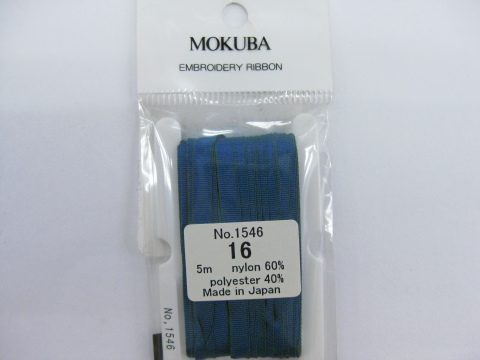 MOKUBA
EMBROIDERY RIBBON
No.1546
16
5m nylon 60%
polyester 40%
Made in Japan
No,1546